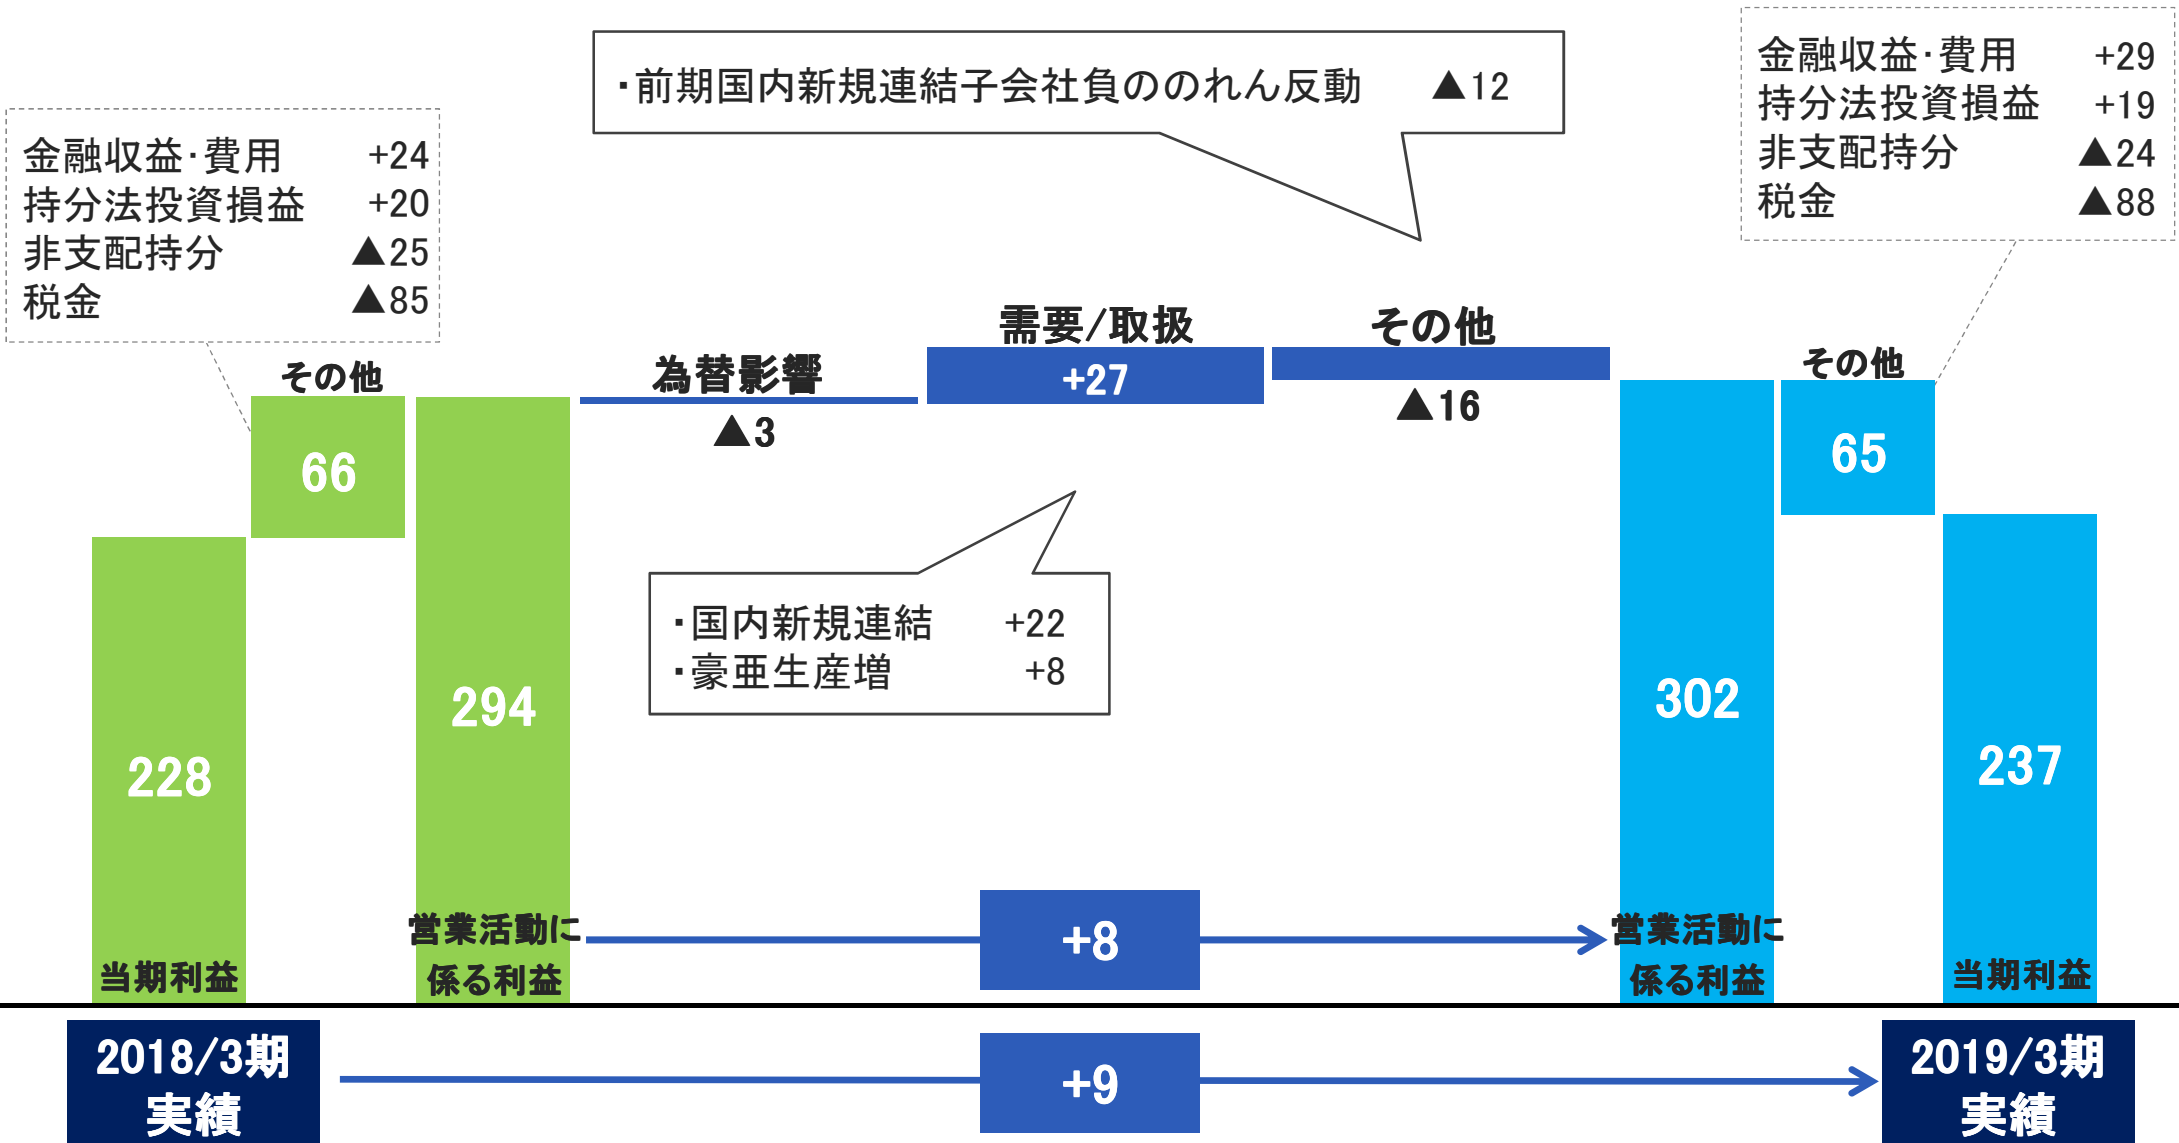 ・前期国内新規連結子会社負ののれん反動 ▲12
金融収益・費用 +29
持分法投資損益 +19
非支配持分 ▲24
税金 ▲88
金融収益・費用 +24
持分法投資損益 +20
非支配持分 ▲25
税金 ▲85
その他
66
為替影響
▲3
需要/取扱
+27
その他
▲16
その他
65
・国内新規連結 +22
・豪亜生産増 +8
228
294
302
237
当期利益
営業活動に
係る利益
+8
営業活動に
係る利益
当期利益
2018/3期
実績
+9
2019/3期
実績